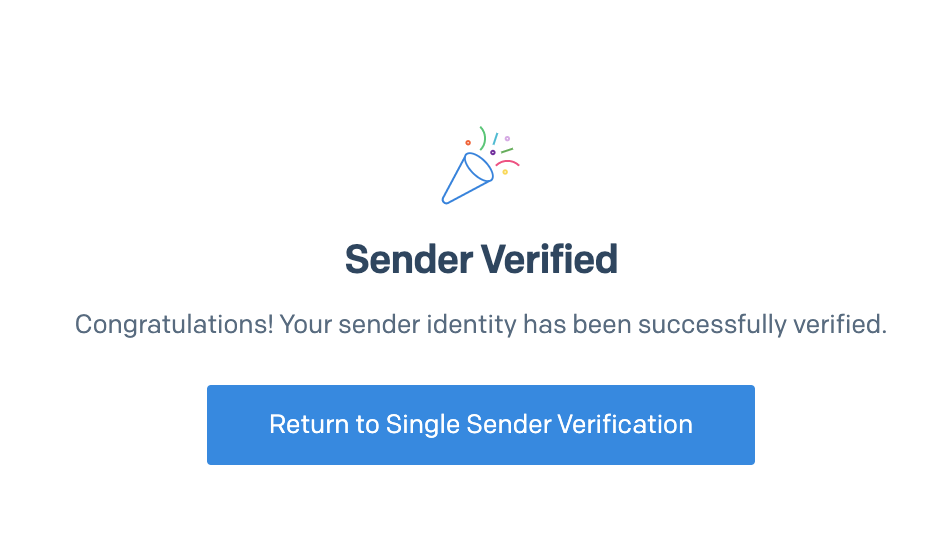 Sender Verified
Congratulations! Your sender identity has been successfully verified.
Return to Single Sender Verification